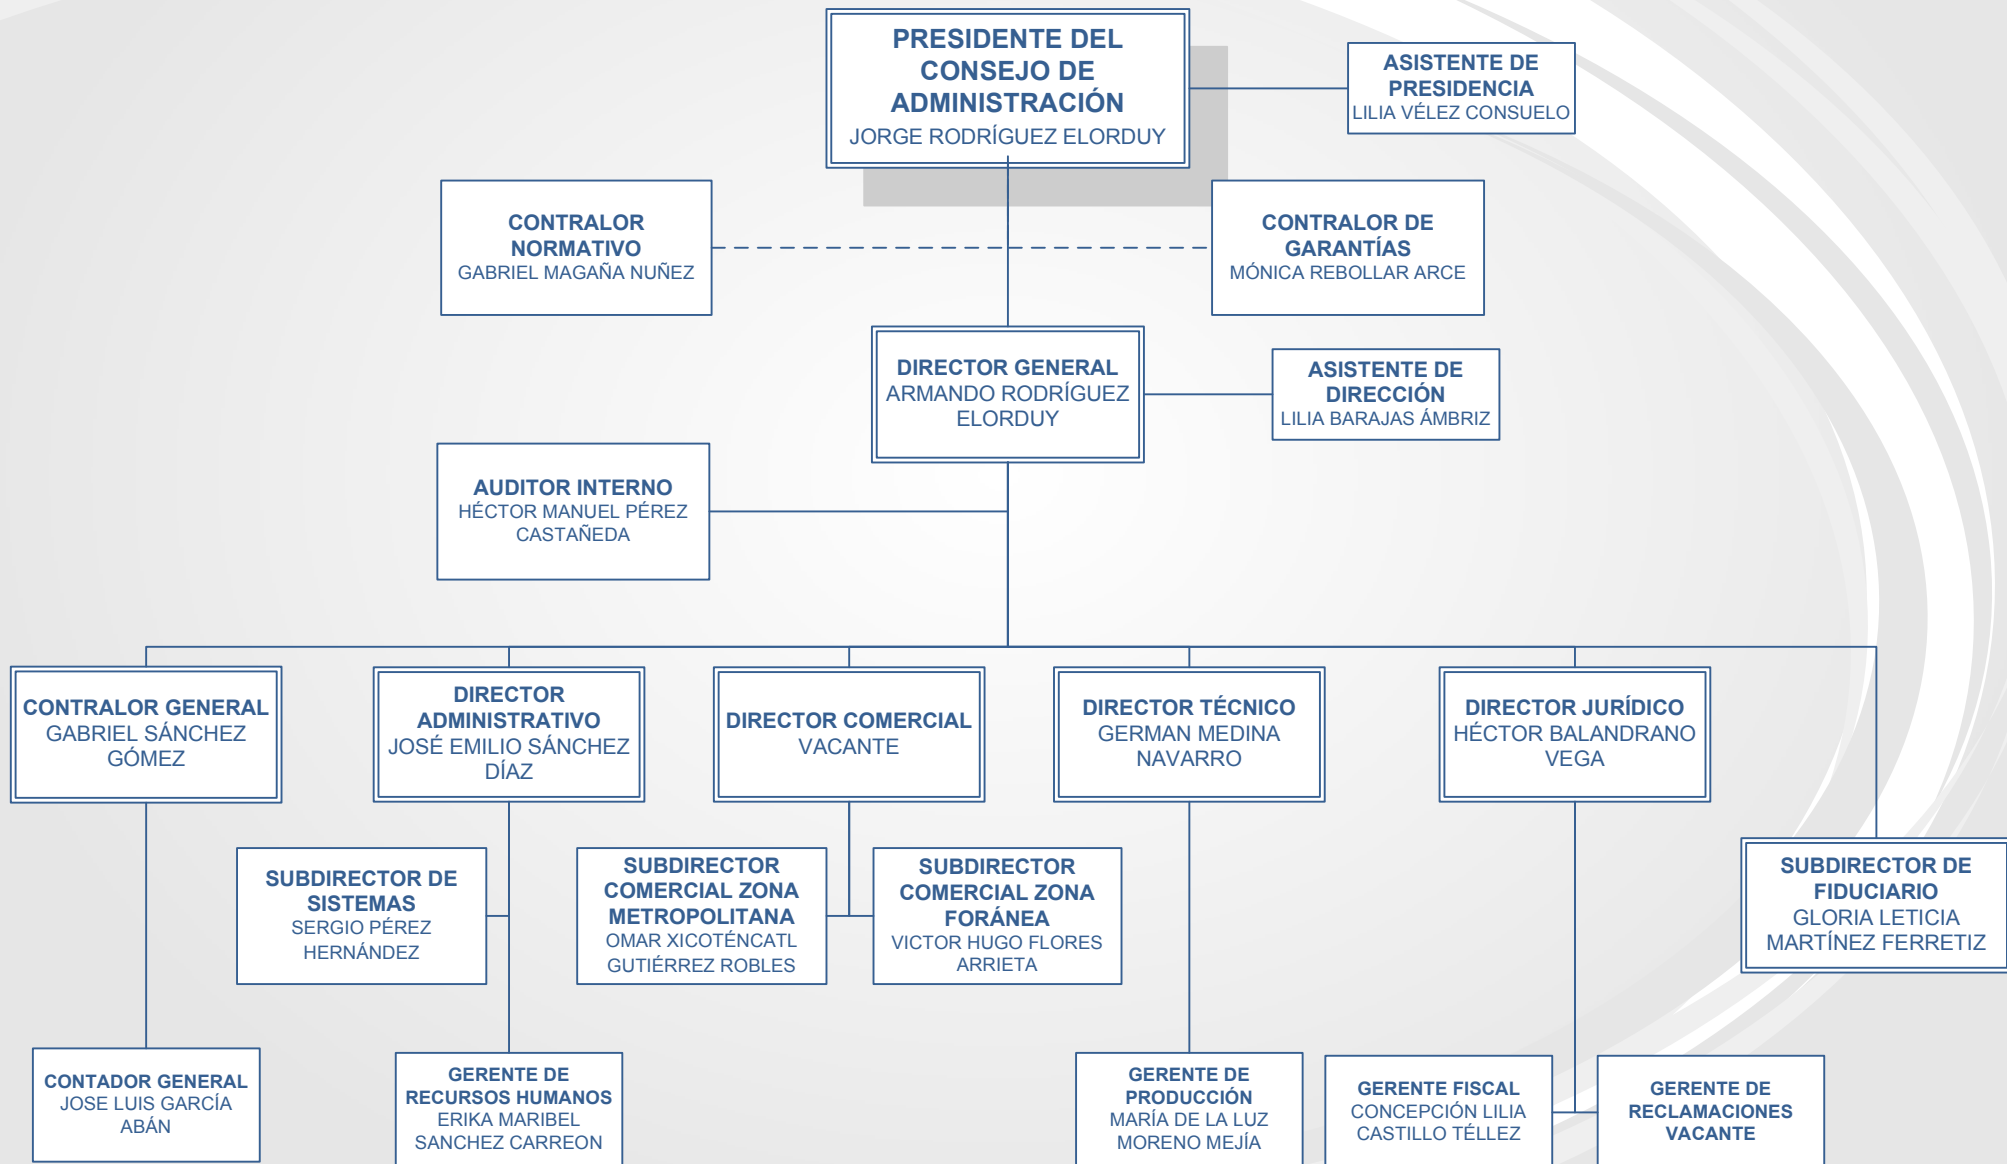 PRESIDENTE DEL
CONSEJO DE
ADMINISTRACIÓN
JORGE RODRÍGUEZ ELORDUY
ASISTENTE DE
PRESIDENCIA
LILIA VÉLEZ CONSUELO
CONTRALOR
NORMATIVO
GABRIEL MAGAÑA NUÑEZ
CONTRALOR DE
GARANTÍAS
MÓNICA REBOLLAR ARCE
DIRECTOR GENERAL
ARMANDO RODRÍGUEZ
ELORDUY
ASISTENTE DE
DIRECCIÓN
LILIA BARAJAS ÁMBRIZ
AUDITOR INTERNO
HÉCTOR MANUEL PÉREZ
CASTAÑEDA
CONTRALOR GENERAL
GABRIEL SÁNCHEZ
GÓMEZ
DIRECTOR
ADMINISTRATIVO
JOSÉ EMILIO SÁNCHEZ
DÍAZ
DIRECTOR COMERCIAL
VACANTE
DIRECTOR TÉCNICO
GERMAN MEDINA
NAVARRO
DIRECTOR JURÍDICO
HÉCTOR BALANDRANO
VEGA
SUBDIRECTOR DE
SISTEMAS
SERGIO PÉREZ
HERNÁNDEZ
SUBDIRECTOR
COMERCIAL ZONA
METROPOLITANA
OMAR XICOTÉNCATL
GUTIÉRREZ ROBLES
SUBDIRECTOR
COMERCIAL ZONA
FORÁNEA
VICTOR HUGO FLORES
ARRIETA
SUBDIRECTOR DE
FIDUCIARIO
GLORIA LETICIA
MARTÍNEZ FERRETIZ
CONTADOR GENERAL
JOSE LUIS GARCÍA
ABÁN
GERENTE DE
RECURSOS HUMANOS
ERIKA MARIBEL
SANCHEZ CARREON
GERENTE DE
PRODUCCIÓN
MARÍA DE LA LUZ
MORENO MEJÍA
GERENTE FISCAL
CONCEPCIÓN LILIA
CASTILLO TÉLLEZ
GERENTE DE
RECLAMACIONES
VACANTE